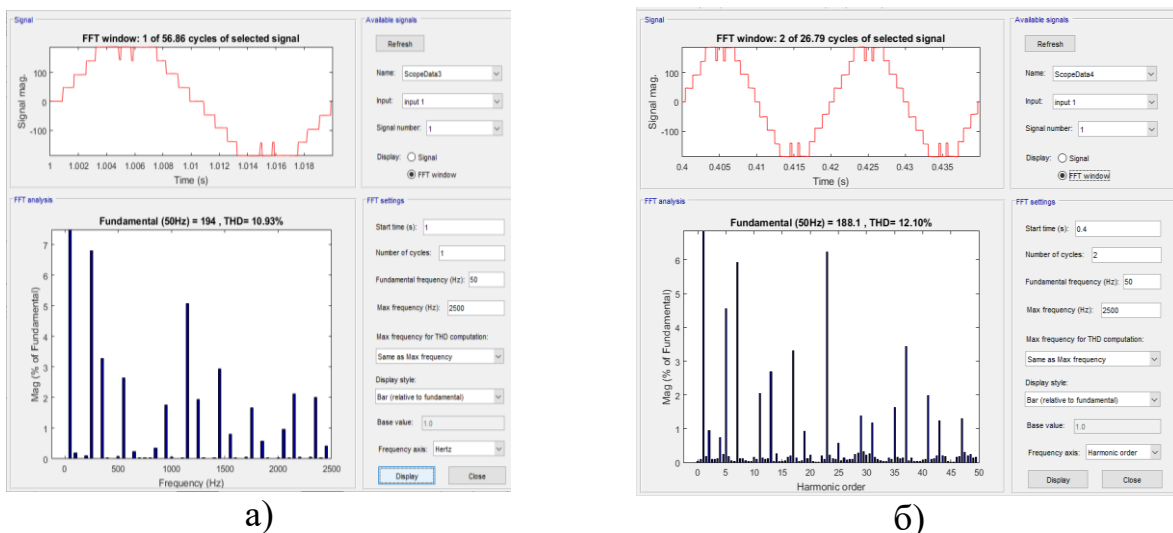 Signal
FFT window: 1 of 56.86 cycles of selected signal
Signal mag.
100
0
-100
1 1.002 1.004 1.006 1.008 1.01 1.012 1.014 1.016 1.018
Time (s)
Available signals
Refresh
Name: ScopeData3
Input: input 1
Signal number: 1
Display: Signal
FFT window
FFT analysis
Fundamental (50Hz) = 194 , THD= 10.93%
Mag (% of Fundamental)
7
6
5
4
3
2
1
0
0 500 1000 1500 2000 2500
Frequency (Hz)
FFT settings
Start time (s): 1
Number of cycles: 1
Fundamental frequency (Hz): 50
Max frequency (Hz): 2500
Max frequency for THD computation:
Same as Max frequency
Display style:
Bar (relative to fundamental)
Base value: 1.0
Frequency axis: Hertz
Display Close
а)
Signal
FFT window: 2 of 26.79 cycles of selected signal
Signal mag.
100
0
-100
0.4 0.405 0.41 0.415 0.42 0.425 0.43 0.435
Time (s)
Available signals
Refresh
Name: ScopeData4
Input: input 1
Signal number: 1
Display: Signal
FFT window
FFT analysis
Fundamental (50Hz) = 188.1 , THD= 12.10%
Mag (% of Fundamental)
6
5
4
3
2
1
0
0 5 10 15 20 25 30 35 40 45 50
Harmonic order
FFT settings
Start time (s): 0.4
Number of cycles: 2
Fundamental frequency (Hz): 50
Max frequency (Hz): 2500
Max frequency for THD computation:
Same as Max frequency
Display style:
Bar (relative to fundamental)
Base value: 1.0
Frequency axis: Harmonic order
Display Close
б)